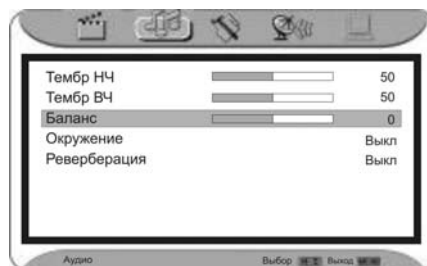 Тембр НЧ 50
Тембр ВЧ 50
Баланс 0
Окружение Выкл
Реверберация Выкл
Аудио Выбор Выход